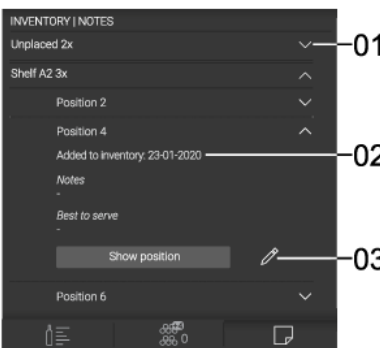 INVENTORY | NOTES
Unplaced 2x
01
Shelf A2 3x
Position 2
Position 4
Added to inventory: 23-01-2020
02
Notes
-
Best to serve
-
Show position
03
Position 6
0